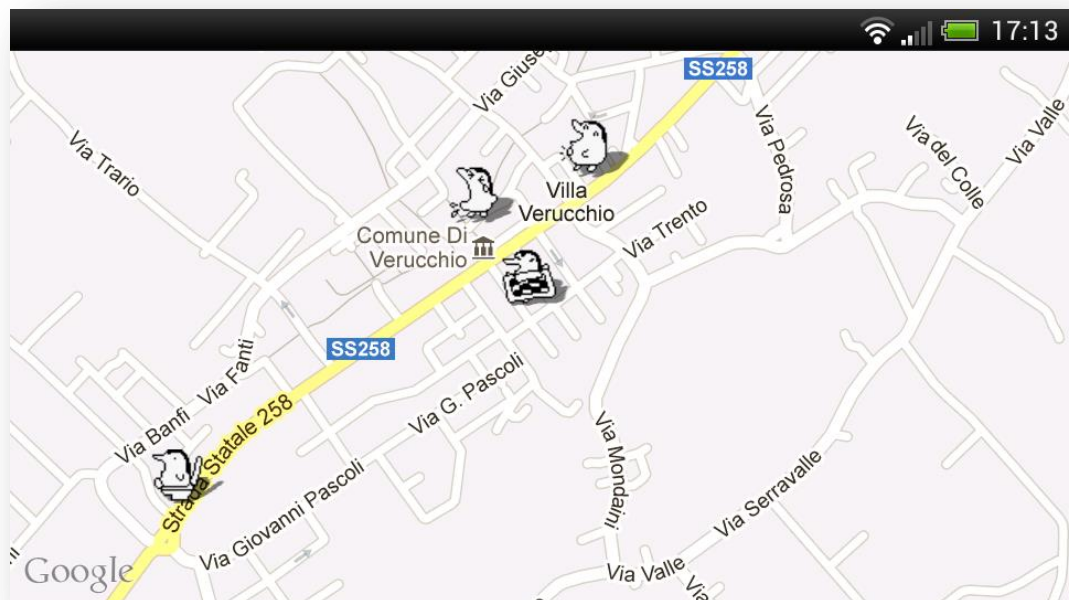 17:13
SS258
Via Giuse
Via Pedrosa
Via del Colle
Via Valle
Via Trario
Villa
Verucchio
Via Trento
Comune Di
Verucchio
SS258
Via Fanti
Via G. Pascoli
Via Banfi
Strada Statale 258
Via Mondaini
Via Giovanni Pascoli
Via Serravalle
Via Valle
Via
Google